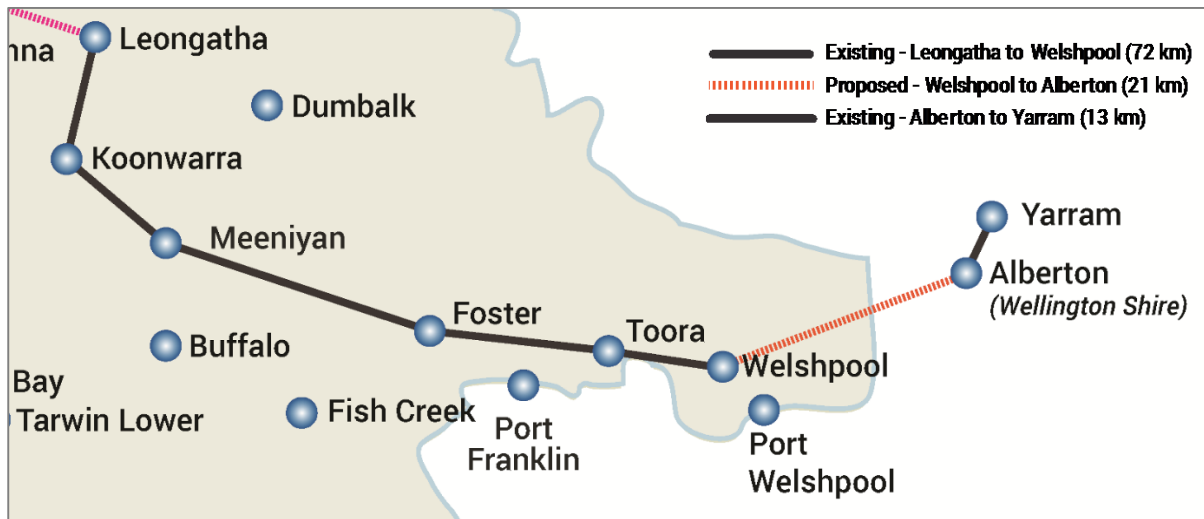 nna
Leongatha
Dumbalk
Koonwarra
Meeniyan
Buffalo
Bay
Tarwin Lower
Fish Creek
Foster
Port
Franklin
Toora
Welshpool
Port
Welshpool
Yarram
Alberton
(Wellington Shire)
Existing - Leongatha to Welshpool (72 km)
Proposed - Welshpool to Alberton (21 km)
Existing - Alberton to Yarram (13 km)